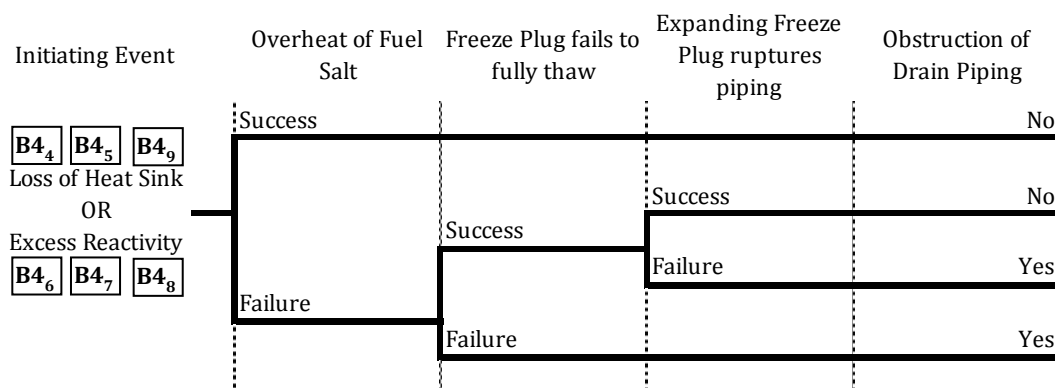 Initiating Event
Overheat of Fuel
Salt
Freeze Plug fails to
fully thaw
Expanding Freeze
Plug ruptures
piping
Obstruction of
Drain Piping
B4₄ B4₅ B4₉
Loss of Heat Sink
OR
Excess Reactivity
B4₆ B4₇ B4₈
Success
No
Success
No
Success
Failure
Yes
Failure
Failure
Yes